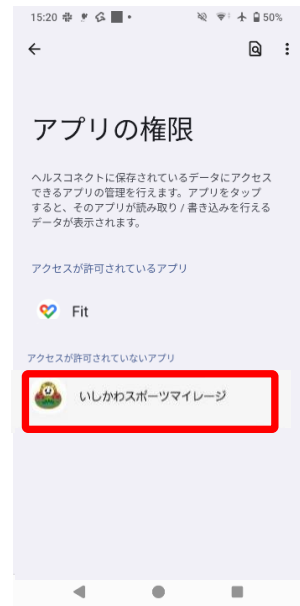 15:20
50%
アプリの権限
ヘルスコネクトに保存されているデータにアクセス
できるアプリの管理を行えます。アプリをタップ
すると、そのアプリが読み取り / 書き込みを行える
データが表示されます。
アクセスが許可されているアプリ
Fit
アクセスが許可されていないアプリ
いしかわスポーツマイレージ